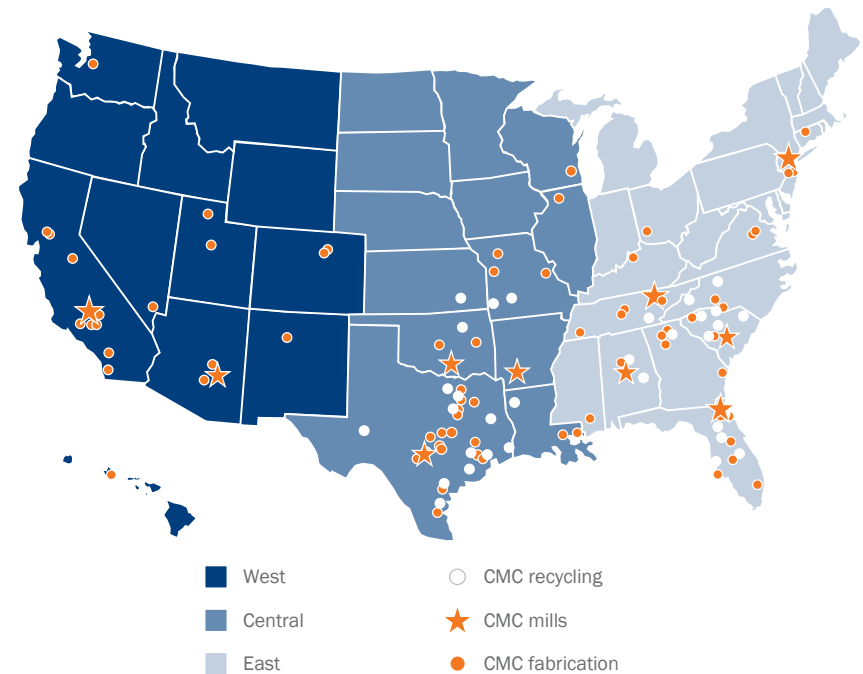 West
CMC recycling
Central
CMC mills
East
CMC fabrication